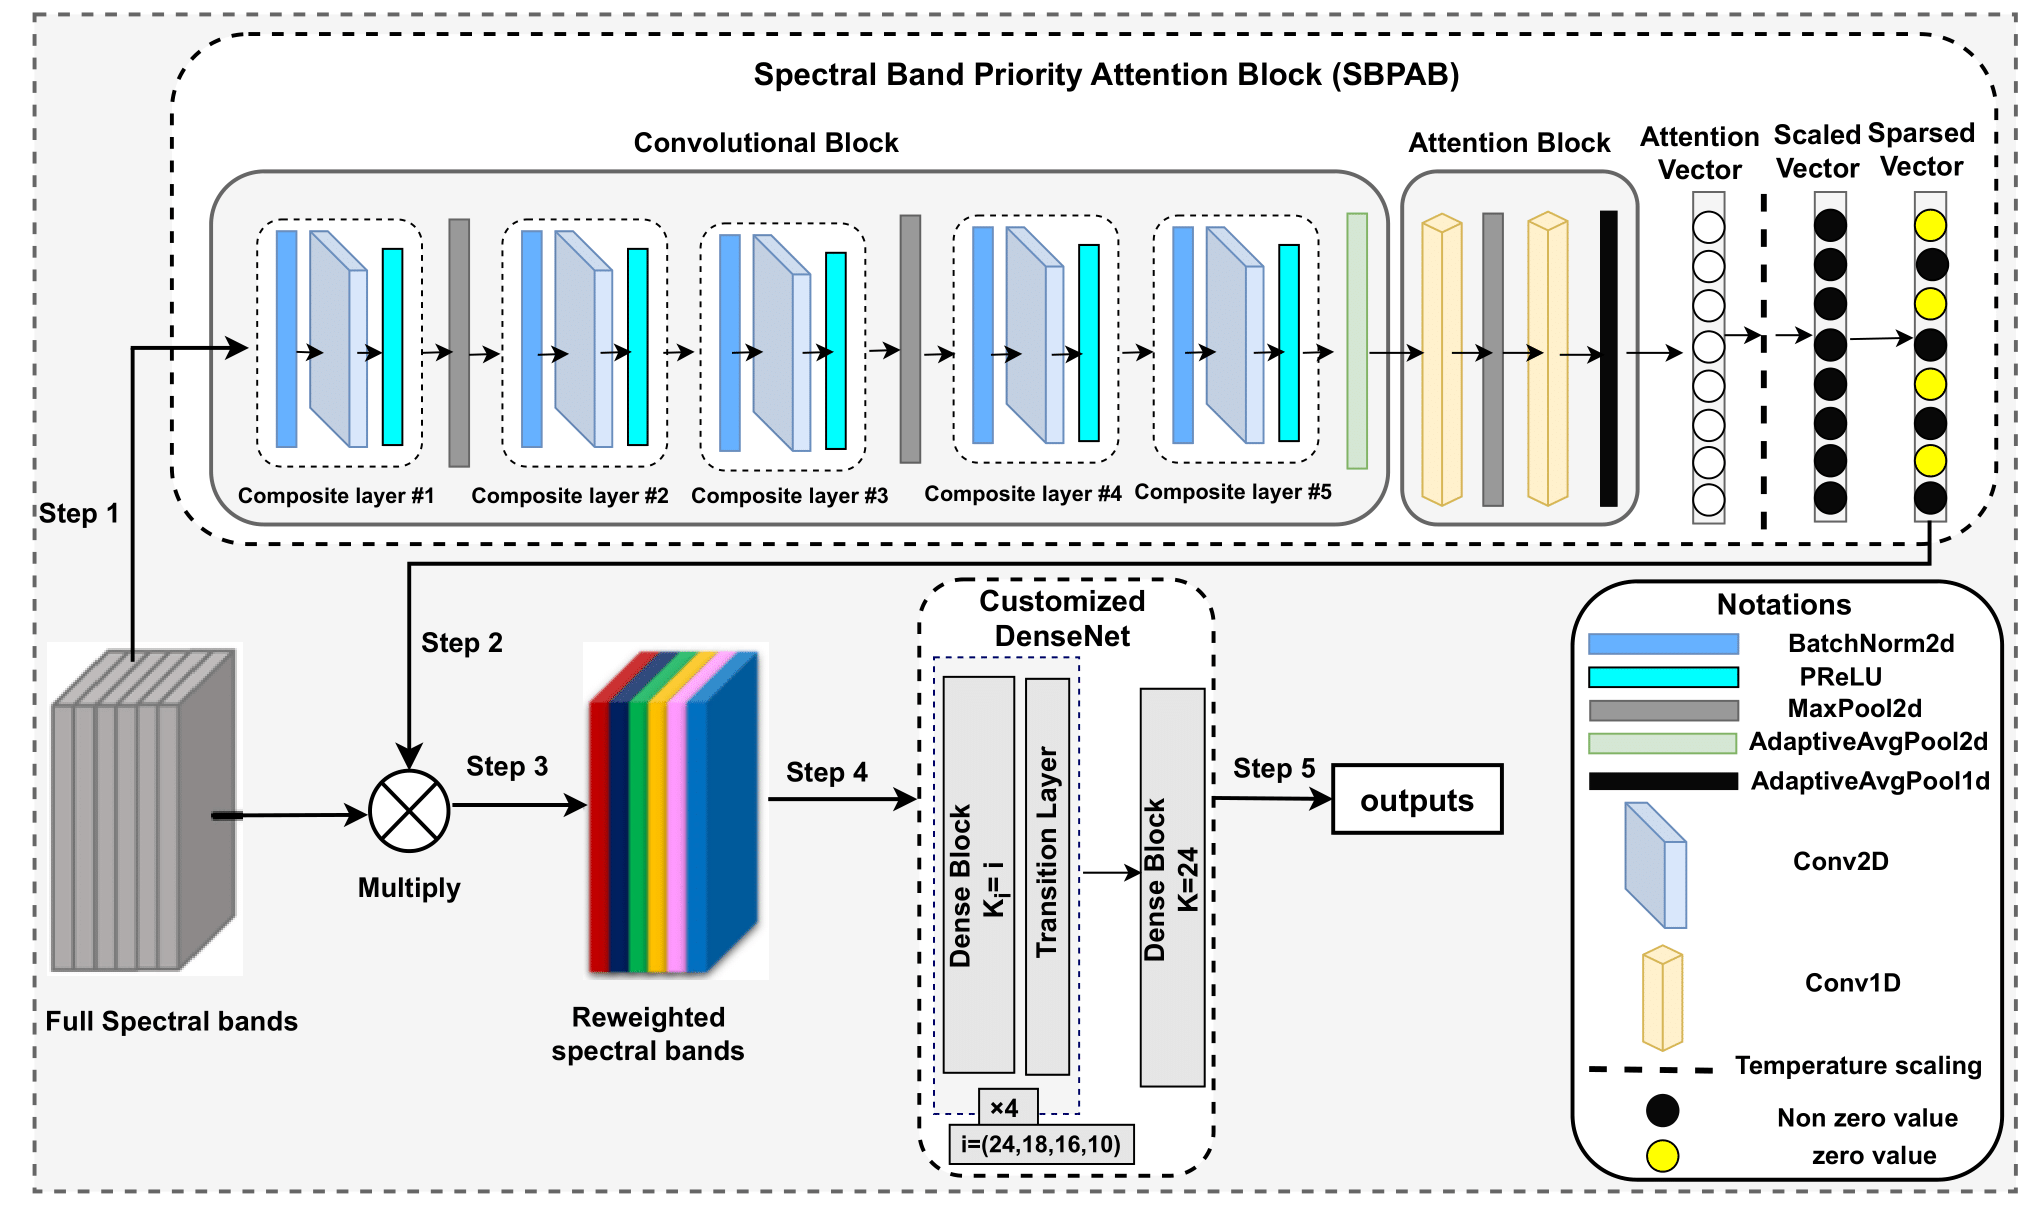 Spectral Band Priority Attention Block (SBPAB)
Convolutional Block
Attention Block
Attention
Vector
Scaled
Vector
Sparsed
Vector
Composite layer #1
Composite layer #2
Composite layer #3
Composite layer #4
Composite layer #5
Step 1
Step 2
Step 3
Step 4
Step 5
Multiply
Full Spectral bands
Reweighted
spectral bands
Customized
DenseNet
Dense Block
Ki= i
Transition Layer
Dense Block
K=24
×4
i=(24,18,16,10)
outputs
Notations
BatchNorm2d
PReLU
MaxPool2d
AdaptiveAvgPool2d
AdaptiveAvgPool1d
Conv2D
Conv1D
Temperature scaling
Non zero value
zero value